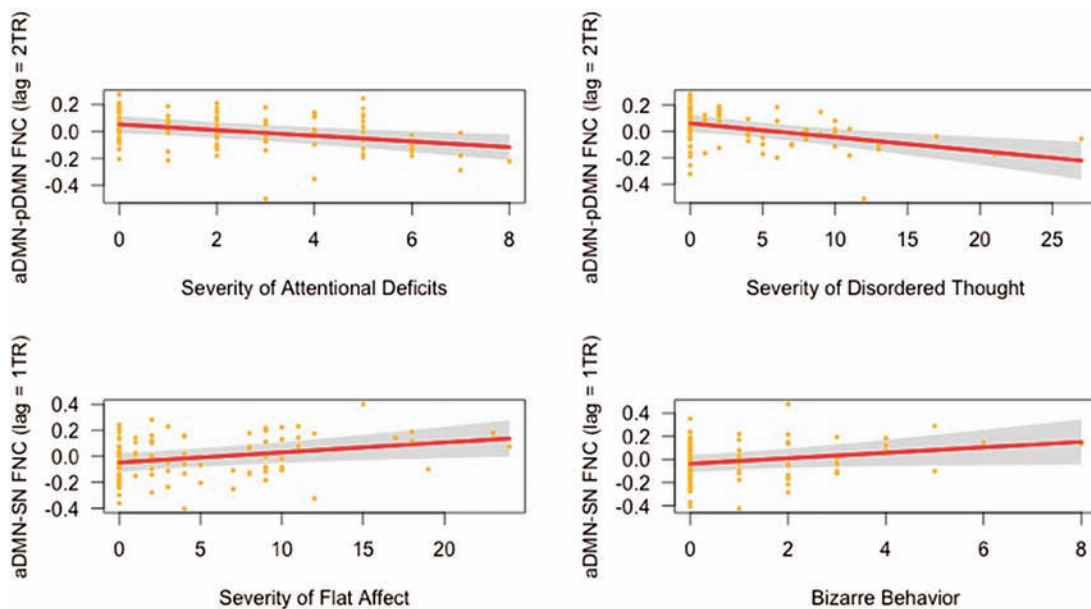 aDMN-pDMN FNC (lag = 2TR)
0.2
0.0
-0.2
-0.4
0 2 4 6 8
Severity of Attentional Deficits
aDMN-pDMN FNC (lag = 2TR)
0.2
0.0
-0.2
-0.4
0 5 10 15 20 25
Severity of Disordered Thought
aDMN-SN FNC (lag = 1TR)
0.4
0.2
0.0
-0.2
-0.4
0 5 10 15 20
Severity of Flat Affect
aDMN-SN FNC (lag = 1TR)
0.4
0.2
0.0
-0.2
-0.4
0 2 4 6 8
Bizarre Behavior